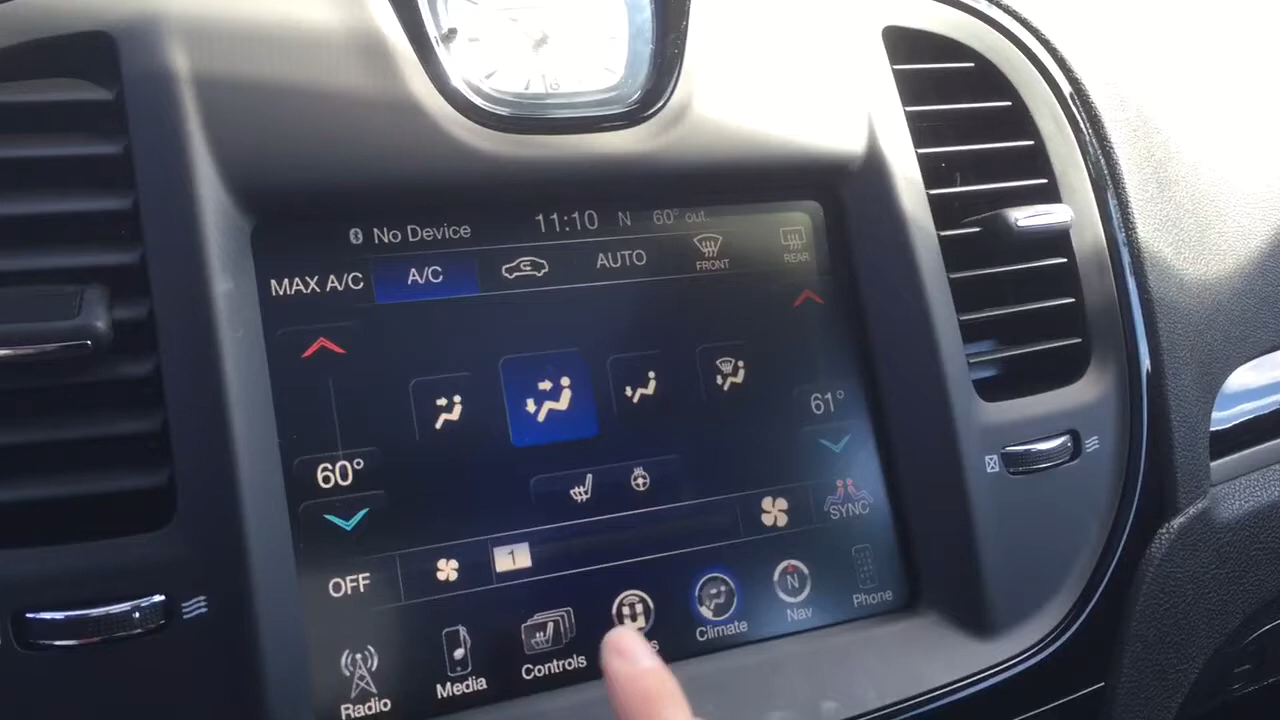 No Device 11:10 N 60° out.
MAX A/C A/C AUTO FRONT REAR
61°
60°
SYNC
OFF 1
N
Radio Media Controls Climate Nav Phone